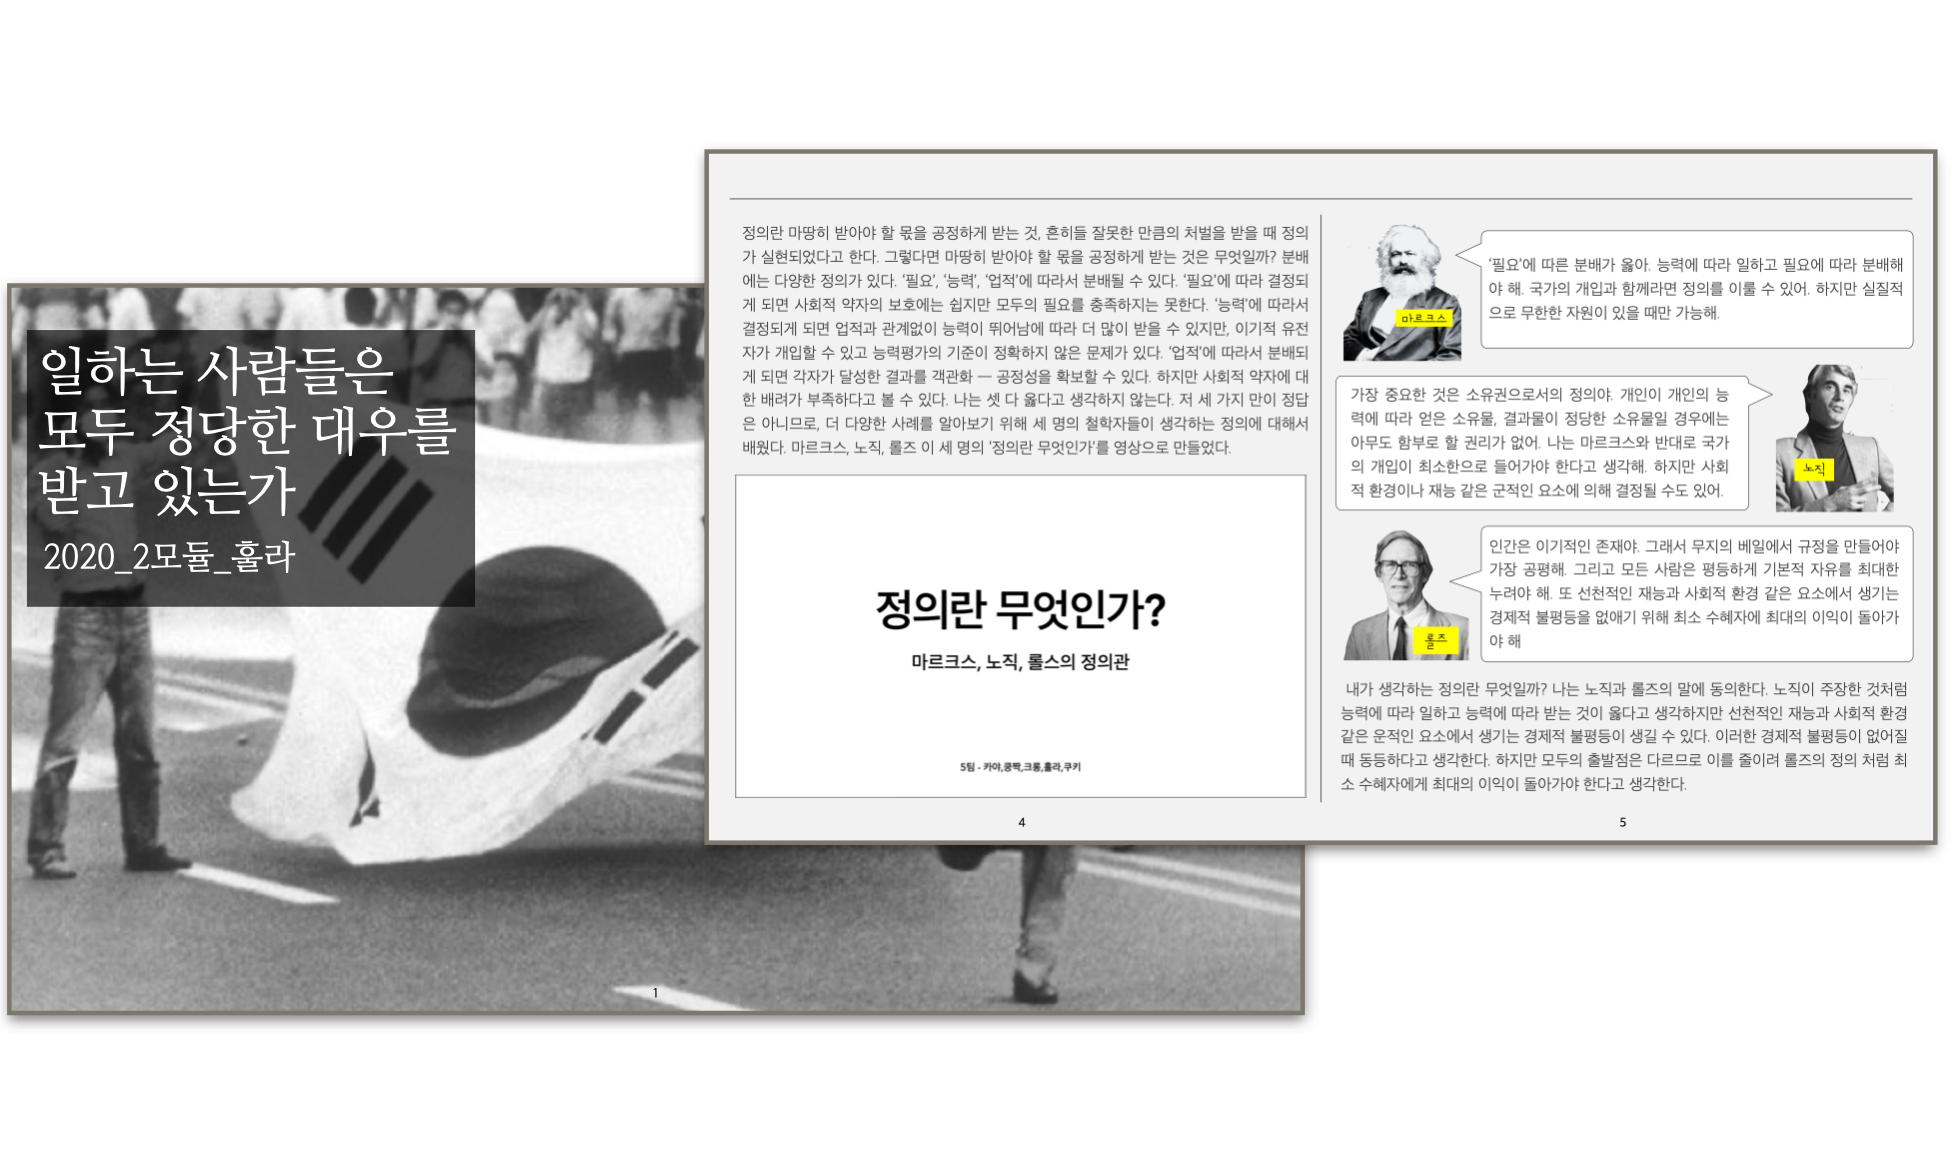 일하는 사람들은
모두 정당한 대우를
받고 있는가
2020_2모듈_훌라
1
정의란 마땅히 받아야 할 몫을 공정하게 받는 것, 흔히들 잘못한 만큼의 처벌을 받을 때 정의
가 실현되었다고 한다. 그렇다면 마땅히 받아야 할 몫을 공정하게 받는 것은 무엇일까? 분배
에는 다양한 정의가 있다. ‘필요’, ‘능력’, ‘업적’에 따라서 분배될 수 있다. ‘필요’에 따라 결정되
게 되면 사회적 약자의 보호에는 쉽지만 모두의 필요를 충족하지는 못한다. ‘능력’에 따라서
결정되게 되면 업적과 관계없이 능력이 뛰어남에 따라 더 많이 받을 수 있지만, 이기적 유전
자가 개입할 수 있고 능력평가의 기준이 정확하지 않은 문제가 있다. ‘업적’에 따라서 분배되
게 되면 각자가 달성한 결과를 객관화 — 공정성을 확보할 수 있다. 하지만 사회적 약자에 대
한 배려가 부족하다고 볼 수 있다. 나는 셋 다 옳다고 생각하지 않는다. 저 세 가지 만이 정답
은 아니므로, 더 다양한 사례를 알아보기 위해 세 명의 철학자들이 생각하는 정의에 대해서
배웠다. 마르크스, 노직, 롤즈 이 세 명의 ‘정의란 무엇인가’를 영상으로 만들었다.
정의란 무엇인가?
마르크스, 노직, 롤스의 정의관
5팀 - 카야,쿵짝,크롱,훌라,쿠키
4
마르크스
‘필요’에 따른 분배가 옳아. 능력에 따라 일하고 필요에 따라 분배해
야 해. 국가의 개입과 함께라면 정의를 이룰 수 있어. 하지만 실질적
으로 무한한 자원이 있을 때만 가능해.
가장 중요한 것은 소유권으로서의 정의야. 개인이 개인의 능
력에 따라 얻은 소유물, 결과물이 정당한 소유물일 경우에는
아무도 함부로 할 권리가 없어. 나는 마르크스와 반대로 국가
의 개입이 최소한으로 들어가야 한다고 생각해. 하지만 사회
적 환경이나 재능 같은 군적인 요소에 의해 결정될 수도 있어.
노직
롤즈
인간은 이기적인 존재야. 그래서 무지의 베일에서 규정을 만들어야
가장 공평해. 그리고 모든 사람은 평등하게 기본적 자유를 최대한
누려야 해. 또 선천적인 재능과 사회적 환경 같은 요소에서 생기는
경제적 불평등을 없애기 위해 최소 수혜자에 최대의 이익이 돌아가
야 해
내가 생각하는 정의란 무엇일까? 나는 노직과 롤즈의 말에 동의한다. 노직이 주장한 것처럼
능력에 따라 일하고 능력에 따라 받는 것이 옳다고 생각하지만 선천적인 재능과 사회적 환경
같은 운적인 요소에서 생기는 경제적 불평등이 생길 수 있다. 이러한 경제적 불평등이 없어질
때 동등하다고 생각한다. 하지만 모두의 출발점은 다르므로 이를 줄이려 롤즈의 정의 처럼 최
소 수혜자에게 최대의 이익이 돌아가야 한다고 생각한다.
5